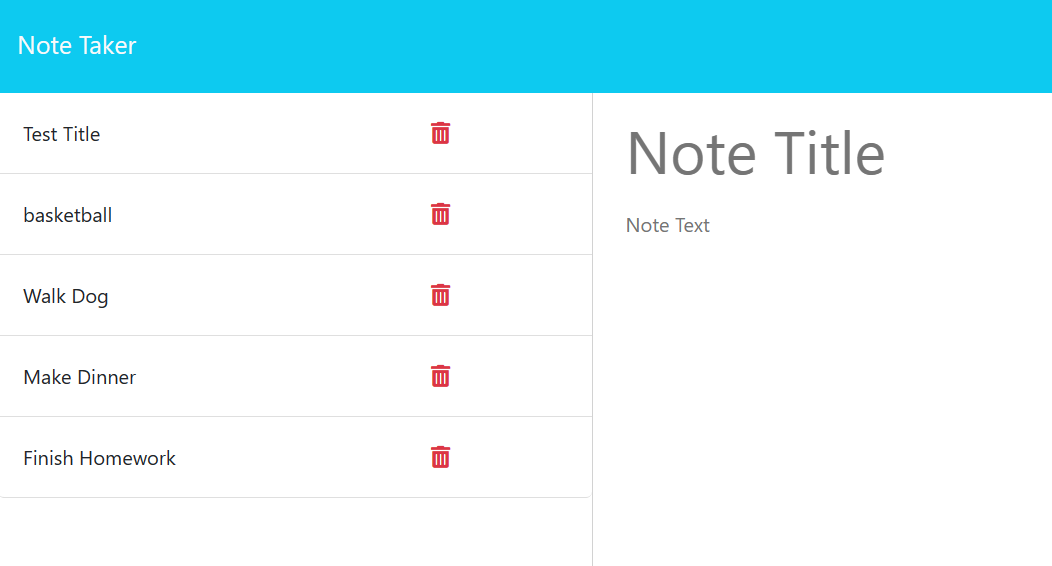 Note Taker
Test Title
basketball
Walk Dog
Make Dinner
Finish Homework
Note Title
Note Text